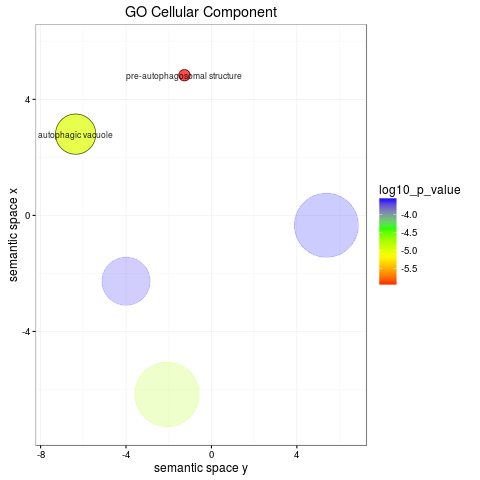 GO Cellular Component
pre-autophagosomal structure
autophagic vacuole
semantic space x
4
0
-4
-8
-4
0
4
semantic space y
log10_p_value
-4.0
-4.5
-5.0
-5.5